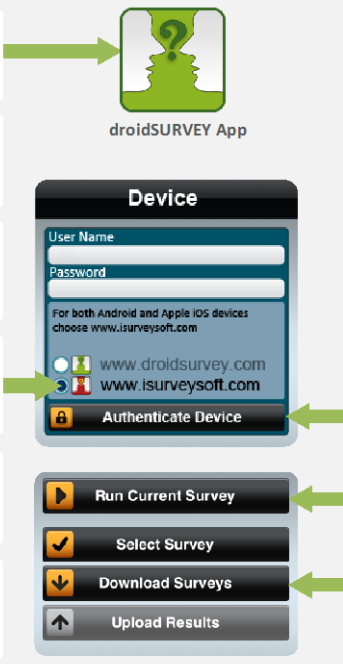 ?
droidSURVEY App
Device
User Name
Password
For both Android and Apple iOS devices
choose www.isurveysoft.com
www.droidsurvey.com
www.isurveysoft.com
Authenticate Device
Run Current Survey
Select Survey
Download Surveys
Upload Results